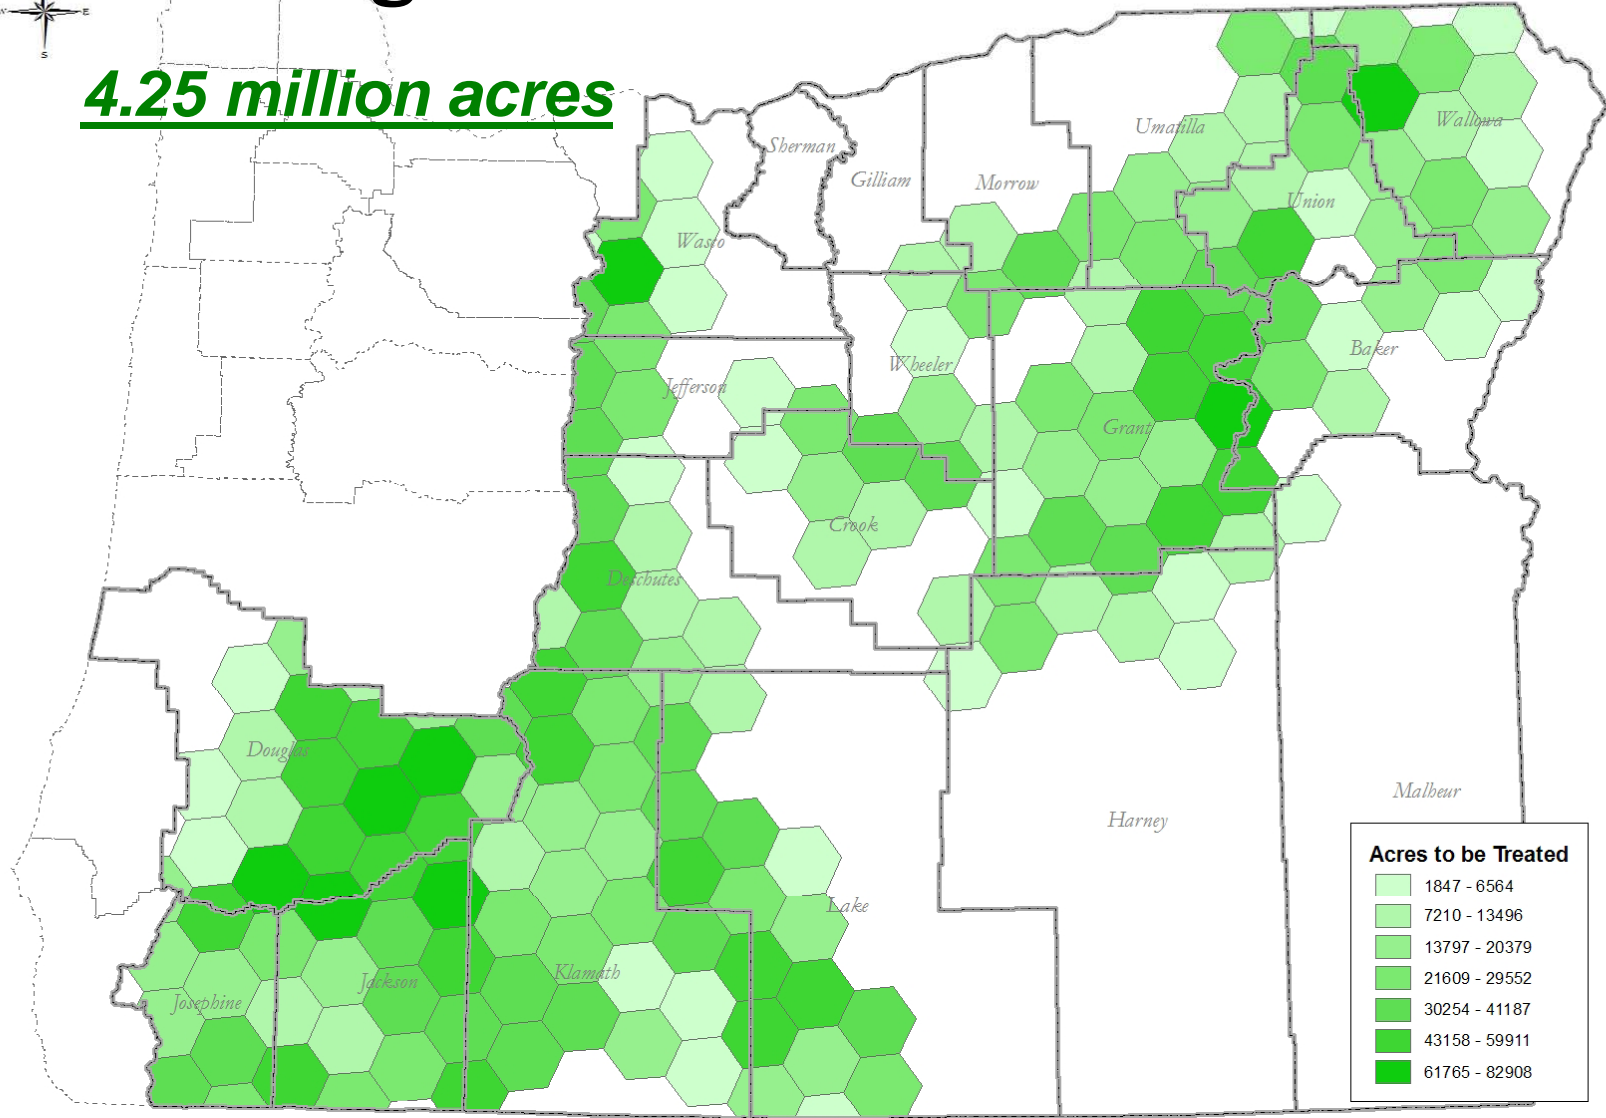 E
S
4.25 million acres
Sherman
Gilliam
Morrow
Umatilla
Wallowa
Union
Wasco
Wheeler
Baker
Jefferson
Grant
Crook
Deschutes
Douglas
Harney
Malheur
Lake
Klamath
Jackson
Josephine
Acres to be Treated
1847 - 6564
7210 - 13496
13797 - 20379
21609 - 29552
30254 - 41187
43158 - 59911
61765 - 82908